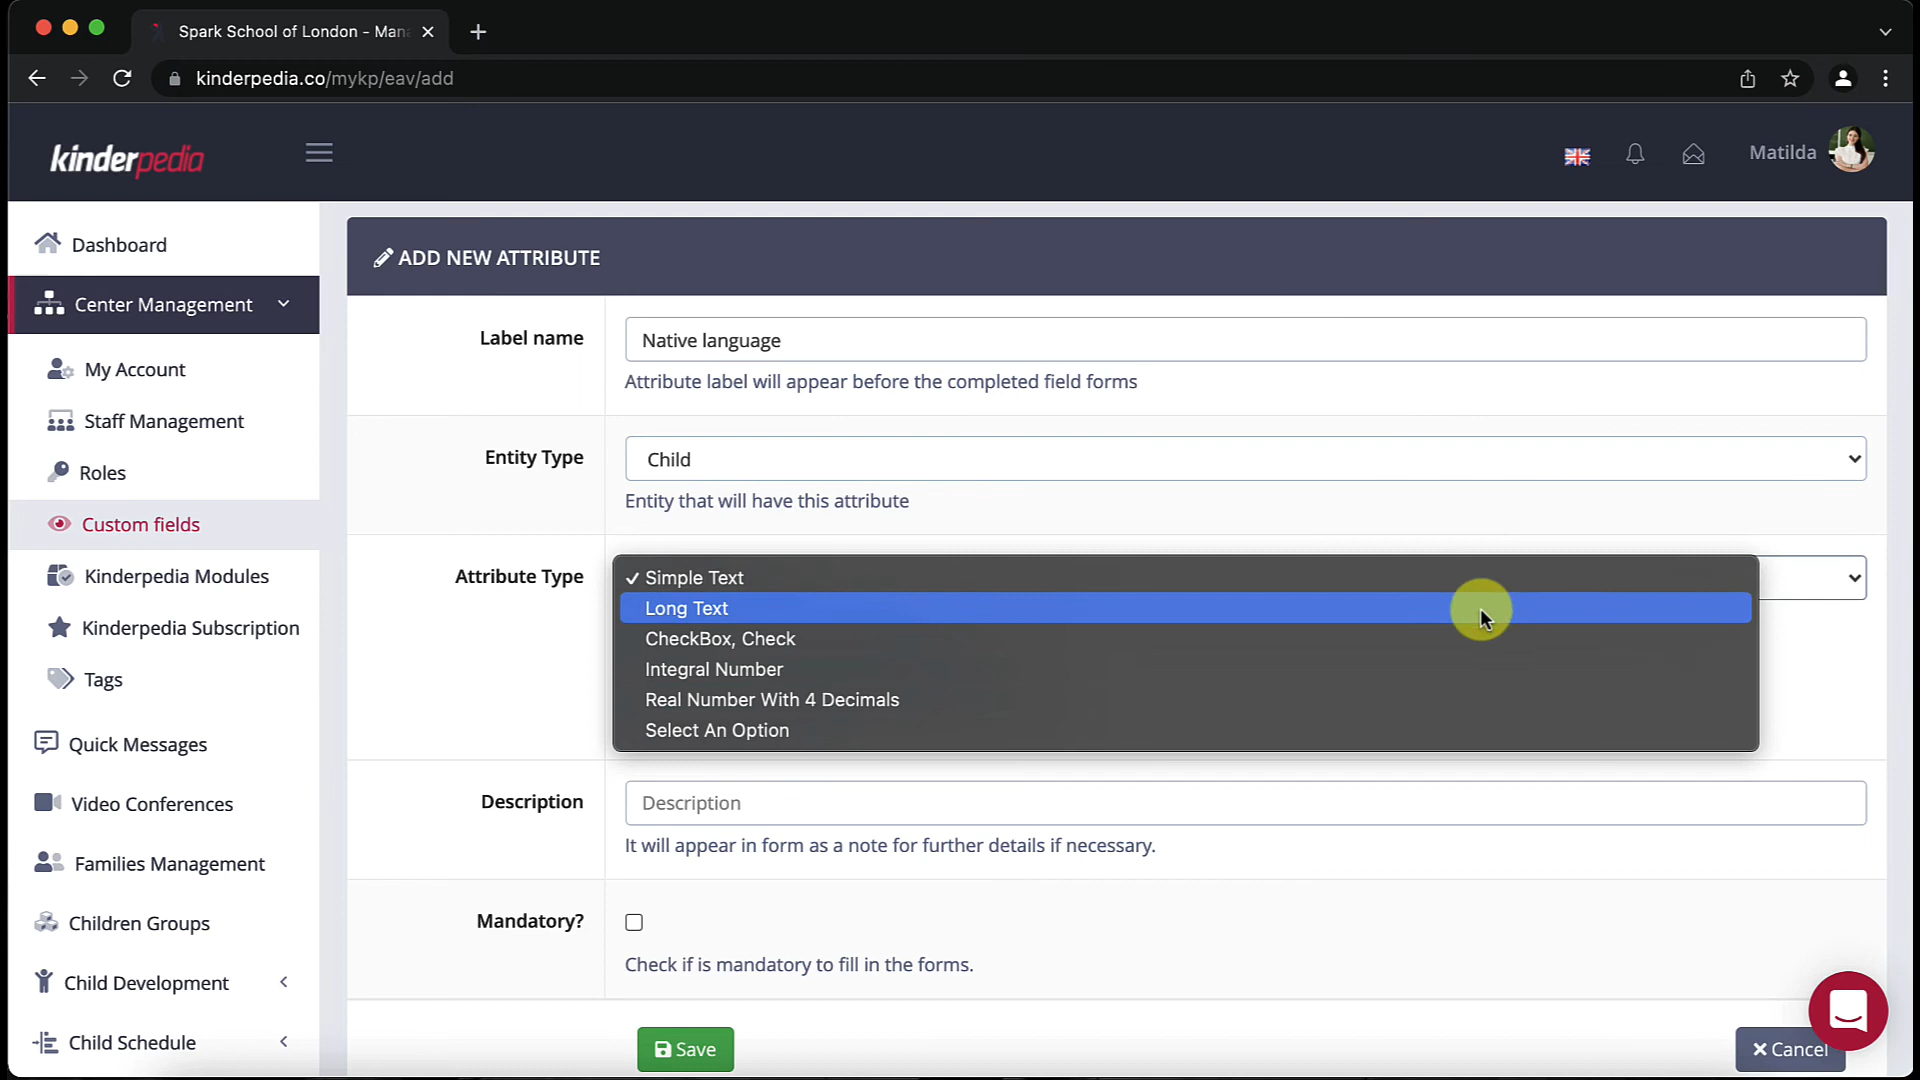 Spark School of London - Man
kinderpedia.co/mykp/eav/add
kinderpedia
Matilda
Dashboard
Center Management
My Account
Staff Management
Roles
Custom fields
Kinderpedia Modules
Kinderpedia Subscription
Tags
Quick Messages
Video Conferences
Families Management
Children Groups
Child Development
Child Schedule
ADD NEW ATTRIBUTE
Label name
Native language
Attribute label will appear before the completed field forms
Entity Type
Child
Entity that will have this attribute
Attribute Type
✓ Simple Text
Long Text
CheckBox, Check
Integral Number
Real Number With 4 Decimals
Select An Option
Description
Description
It will appear in form as a note for further details if necessary.
Mandatory?
Check if is mandatory to fill in the forms.
Save
Cancel